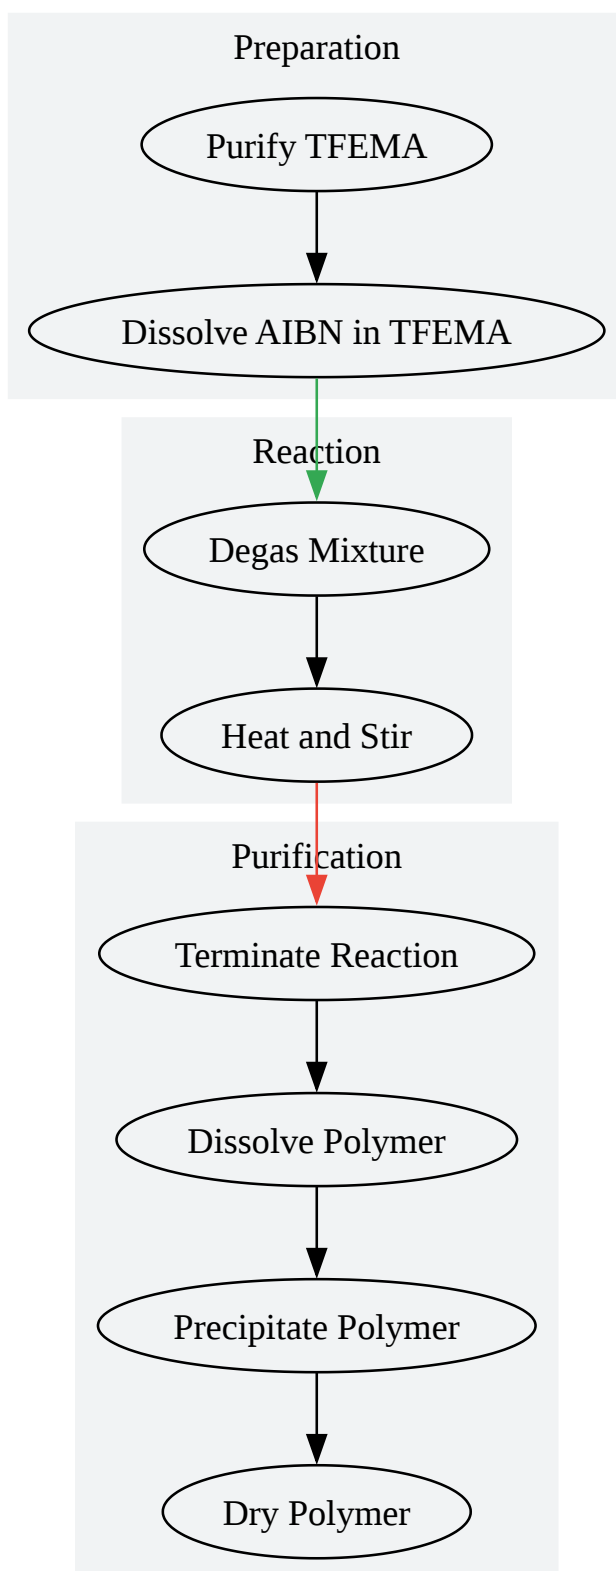 Preparation
Purify TFEMA
Dissolve AIBN in TFEMA
Reaction
Degas Mixture
Heat and Stir
Purification
Terminate Reaction
Dissolve Polymer
Precipitate Polymer
Dry Polymer